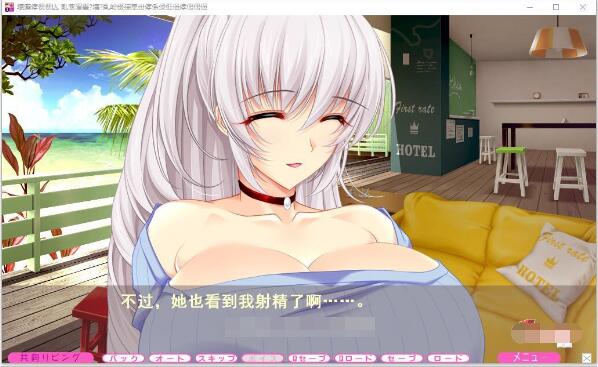 First rate
HOTEL
First rate
HOTEL
不过，她也看到我射精了啊……。
共同リビング
バック
オート
スキップ
ボイス
Qセーブ
Qロード
セーブ
ロード
メニュー